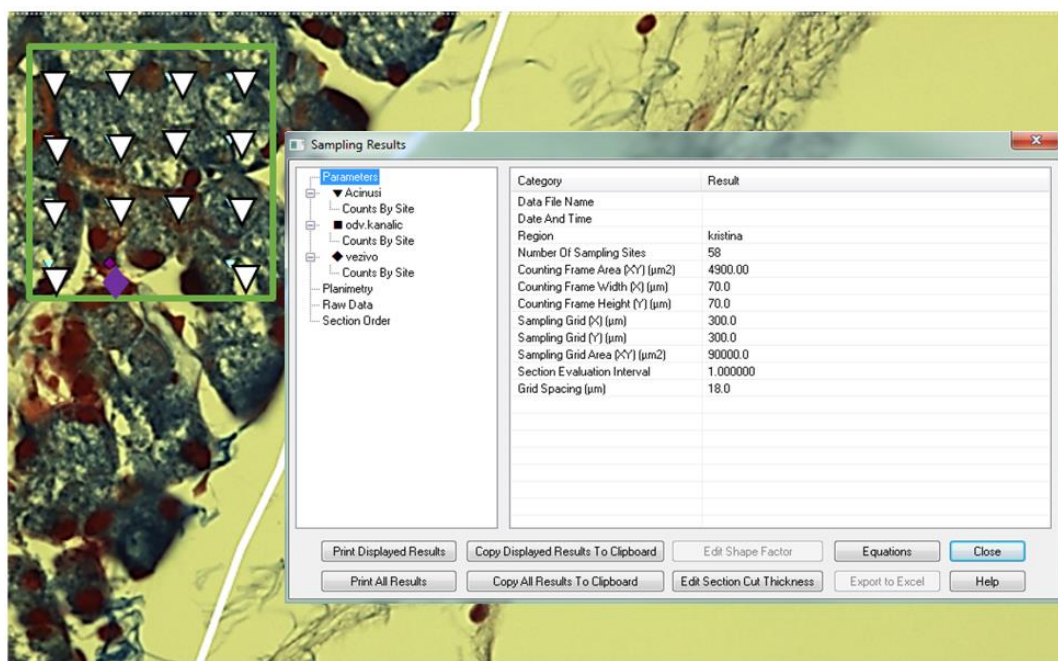 Sampling Results
Parameters
Acinusi
Counts By Site
odv.kanalic
Counts By Site
vezivo
Counts By Site
Planimetry
Raw Data
Section Order
Category Result
Data File Name
Date And Time
Region kristina
Number Of Sampling Sites 58
Counting Frame Area (XY) (µm2) 4900.00
Counting Frame Width (X) (µm) 70.0
Counting Frame Height (Y) (µm) 70.0
Sampling Grid (X) (µm) 300.0
Sampling Grid (Y) (µm) 300.0
Sampling Grid Area (XY) (µm2) 90000.0
Section Evaluation Interval 1.000000
Grid Spacing (µm) 18.0
Print Displayed Results Copy Displayed Results To Clipboard Edit Shape Factor Equations Close
Print All Results Copy All Results To Clipboard Edit Section Cut Thickness Export to Excel Help